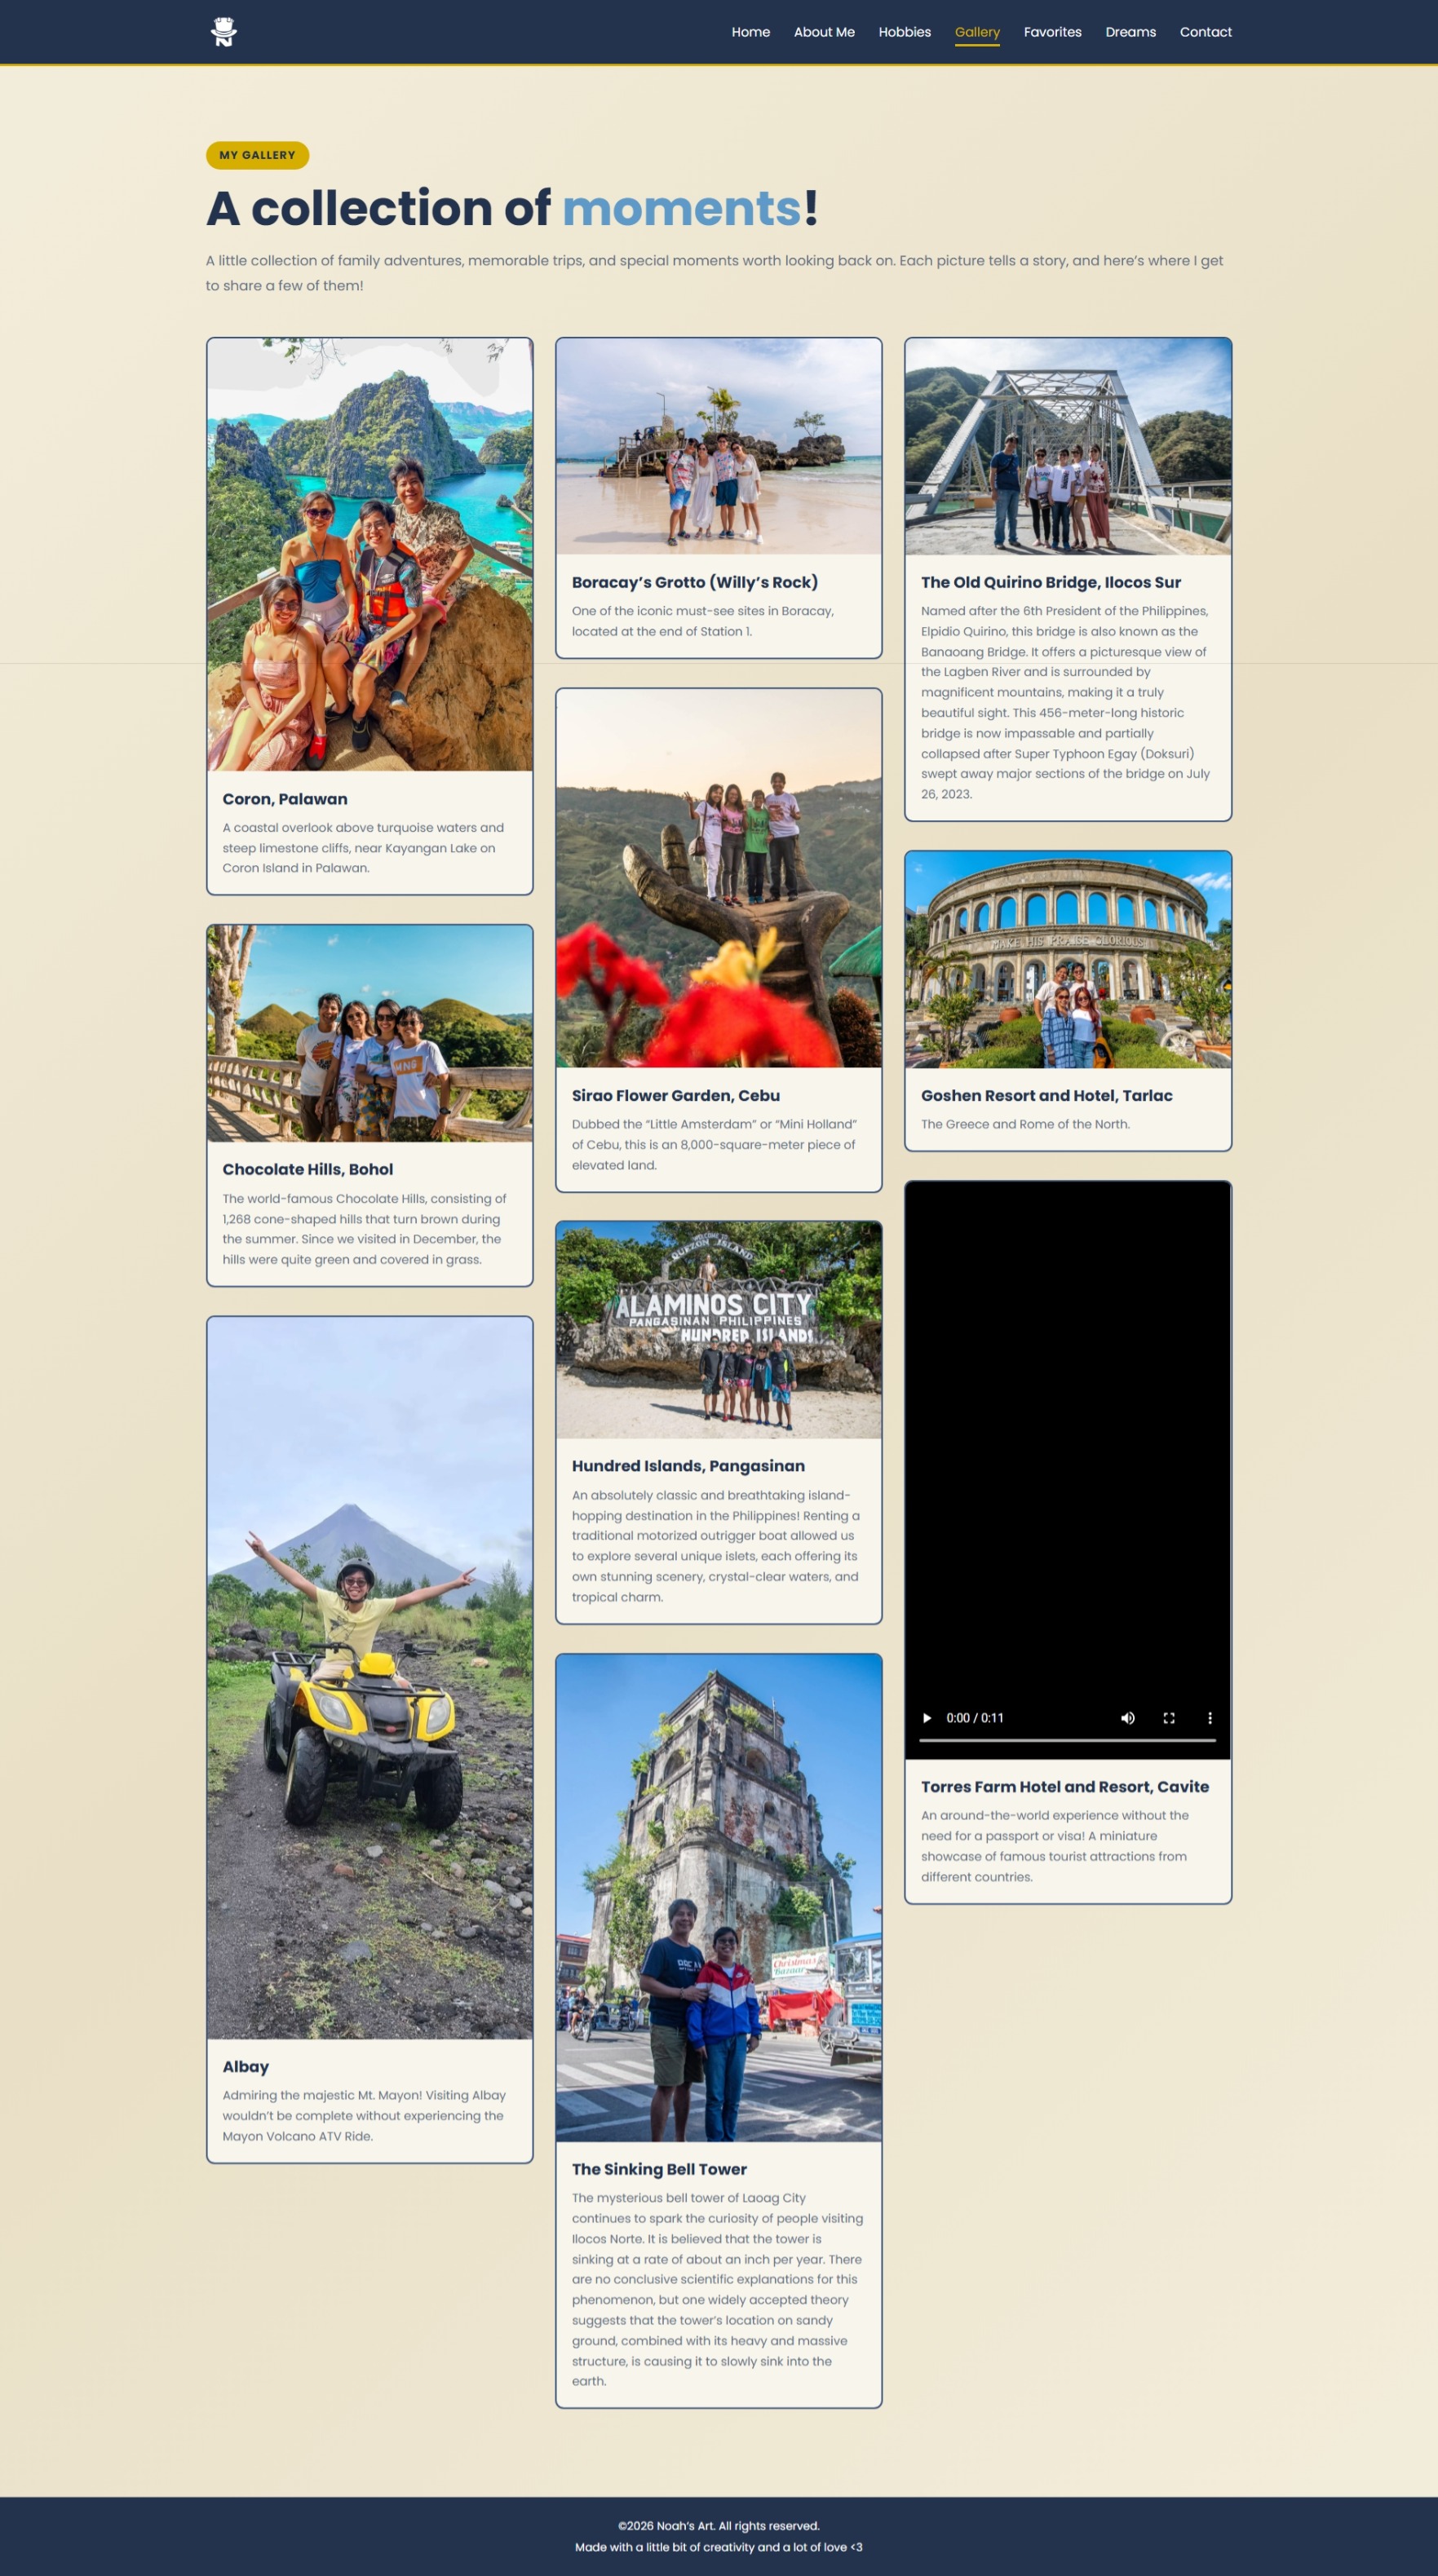 Home About Me Hobbies Gallery Favorites Dreams Contact
MY GALLERY
A collection of moments!
A little collection of family adventures, memorable trips, and special moments worth looking back on. Each picture tells a story, and here’s where I get
to share a few of them!
Coron, Palawan
A coastal overlook above turquoise waters and
steep limestone cliffs, near Kayangan Lake on
Coron Island in Palawan.
Chocolate Hills, Bohol
The world-famous Chocolate Hills, consisting of
1,268 cone-shaped hills that turn brown during
the summer. Since we visited in December, the
hills were quite green and covered in grass.
Albay
Admiring the majestic Mt. Mayon! Visiting Albay
wouldn’t be complete without experiencing the
Mayon Volcano ATV Ride.
Boracay’s Grotto (Willy’s Rock)
One of the iconic must-see sites in Boracay,
located at the end of Station 1.
Sirao Flower Garden, Cebu
Dubbed the “Little Amsterdam” or “Mini Holland”
of Cebu, this is an 8,000-square-meter piece of
elevated land.
QUEZON ISLAND
ALAMINOS CITY
PANGASINAN PHILIPPINES
HUNDRED ISLANDS
Hundred Islands, Pangasinan
An absolutely classic and breathtaking island-
hopping destination in the Philippines! Renting a
traditional motorized outrigger boat allowed us
to explore several unique islets, each offering its
own stunning scenery, crystal-clear waters, and
tropical charm.
Christmas
Bazaar
The Sinking Bell Tower
The mysterious bell tower of Laoag City
continues to spark the curiosity of people visiting
Ilocos Norte. It is believed that the tower is
sinking at a rate of about an inch per year. There
are no conclusive scientific explanations for this
phenomenon, but one widely accepted theory
suggests that the tower’s location on sandy
ground, combined with its heavy and massive
structure, is causing it to slowly sink into the
earth.
The Old Quirino Bridge, Ilocos Sur
Named after the 6th President of the Philippines,
Elpidio Quirino, this bridge is also known as the
Banaoang Bridge. It offers a picturesque view of
the Lagben River and is surrounded by
magnificent mountains, making it a truly
beautiful sight. This 456-meter-long historic
bridge is now impassable and partially
collapsed after Super Typhoon Egay (Doksuri)
swept away major sections of the bridge on July
26, 2023.
MAKE HIS PRAISE GLORIOUS
Goshen Resort and Hotel, Tarlac
The Greece and Rome of the North.
0:00 / 0:11
Torres Farm Hotel and Resort, Cavite
An around-the-world experience without the
need for a passport or visa! A miniature
showcase of famous tourist attractions from
different countries.
©2026 Noah’s Art. All rights reserved.
Made with a little bit of creativity and a lot of love <3